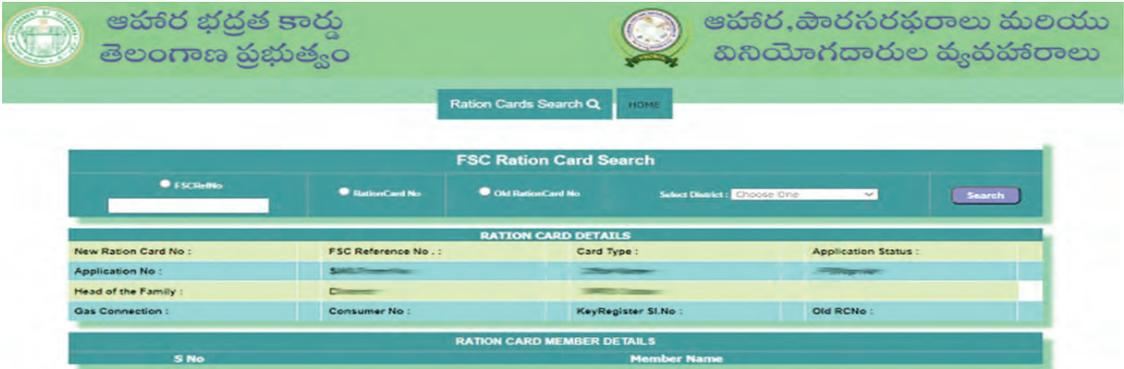 ఆహార భద్రత కార్డు
తెలంగాణ ప్రభుత్వం
ఆహార,పౌరసరఫరాలు మరియు
వినియోగదారుల వ్యవహారాలు
Ration Cards Search HOME
FSC Ration Card Search
FSCRefNo RationCard No Old RationCard No Select District : Choose One Search
RATION CARD DETAILS
New Ration Card No : FSC Reference No . : Card Type : Application Status :
Application No :
Head of the Family :
Gas Connection : Consumer No : KeyRegister Sl.No : Old RCNo :
RATION CARD MEMBER DETAILS
S No Member Name